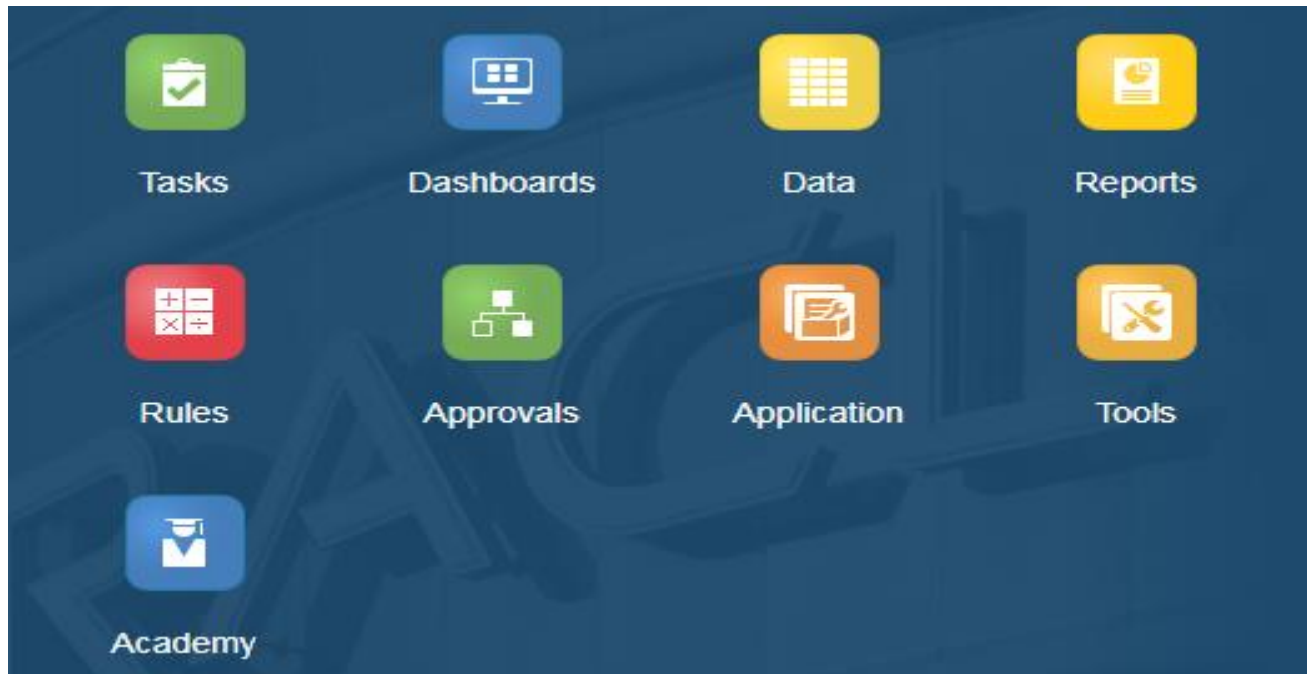 Tasks
Dashboards
Data
Reports
Rules
Approvals
Application
Tools
Academy